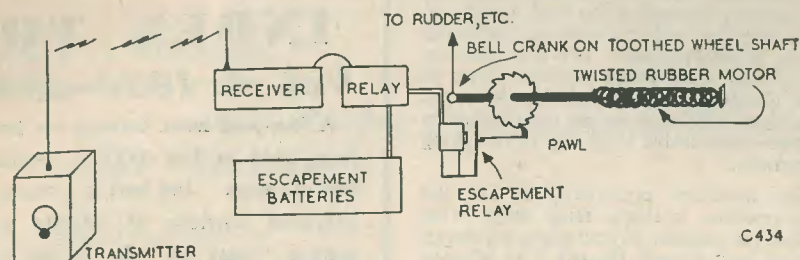 TO RUDDER, ETC.
BELL CRANK ON TOOTHED WHEEL SHAFT
TWISTED RUBBER MOTOR
RECEIVER
RELAY
PAWL
ESCAPEMENT
BATTERIES
ESCAPEMENT
RELAY
C434
TRANSMITTER